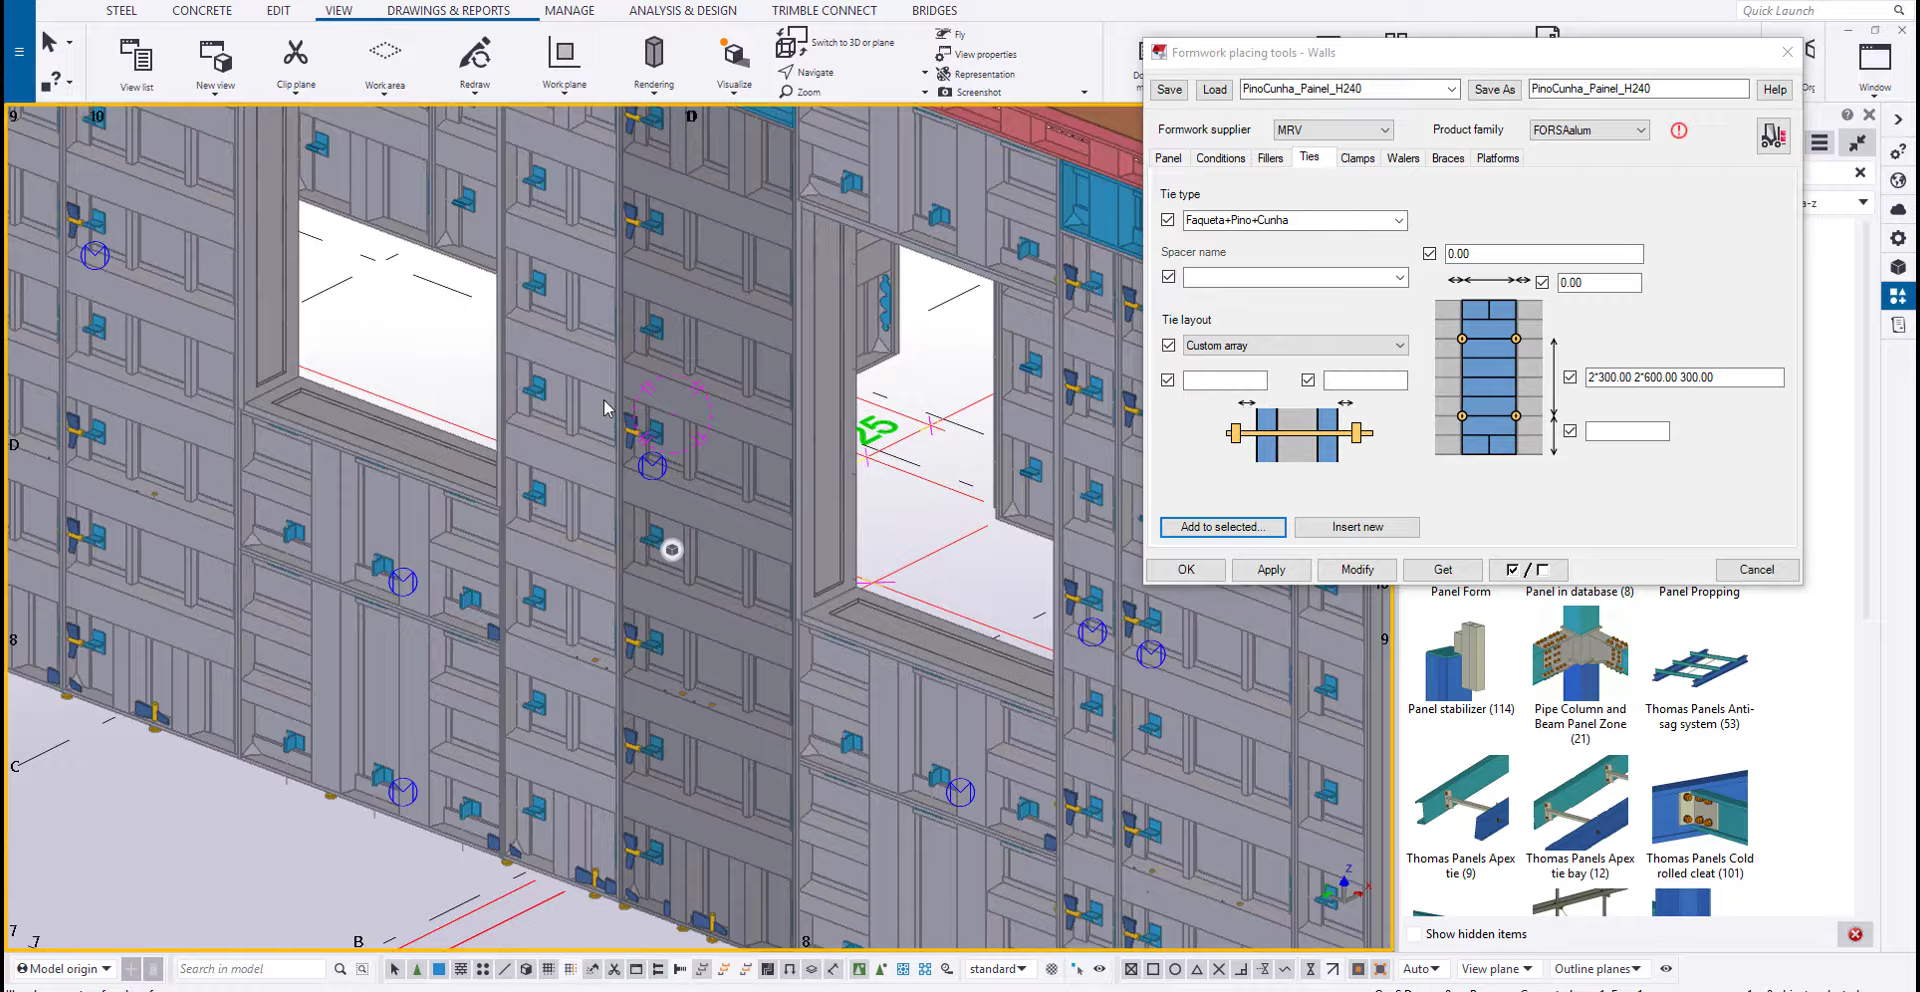 STEEL CONCRETE EDIT VIEW DRAWINGS & REPORTS MANAGE ANALYSIS & DESIGN TRIMBLE CONNECT BRIDGES Quick Launch
View list
New view
Clip plane
Work area
Redraw
Work plane
Rendering
Visualize
Switch to 3D or plane
Navigate
Zoom
Fly
View properties
Representation
Screenshot
Window
Formwork placing tools - Walls
Save Load PinoCunha_Painel_H240 Save As PinoCunha_Painel_H240 Help
Formwork supplier MRV Product family FORSAalum
Panel Conditions Fillers Ties Clamps Walers Braces Platforms
Tie type
Faqueta+Pino+Cunha
Spacer name
0.00
0.00
Tie layout
Custom array
2*300.00 2*600.00 300.00
Add to selected... Insert new
OK Apply Modify Get / Cancel
a-z
9 10 D
D
8
C
7 7 B 8
9
25
Z
X
Panel Form
Panel in database (8)
Panel Propping
Panel stabilizer (114)
Pipe Column and
Beam Panel Zone
(21)
Thomas Panels Anti-
sag system (53)
Thomas Panels Apex
tie (9)
Thomas Panels Apex
tie bay (12)
Thomas Panels Cold
rolled cleat (101)
Show hidden items
Model origin Search in model standard Auto View plane Outline planes